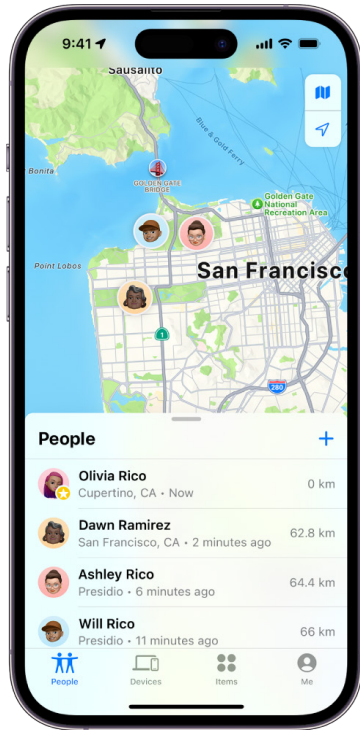 9:41
Sausalito
Blue & Gold Ferry
Bonita
GOLDEN GATE
BRIDGE
Golden Gate
National
Recreation Area
Point Lobos
San Francisco
1
280
People
+
Olivia Rico
Cupertino, CA • Now
0 km
Dawn Ramirez
San Francisco, CA • 2 minutes ago
62.8 km
Ashley Rico
Presidio • 6 minutes ago
64.4 km
Will Rico
Presidio • 11 minutes ago
66 km
People
Devices
Items
Me